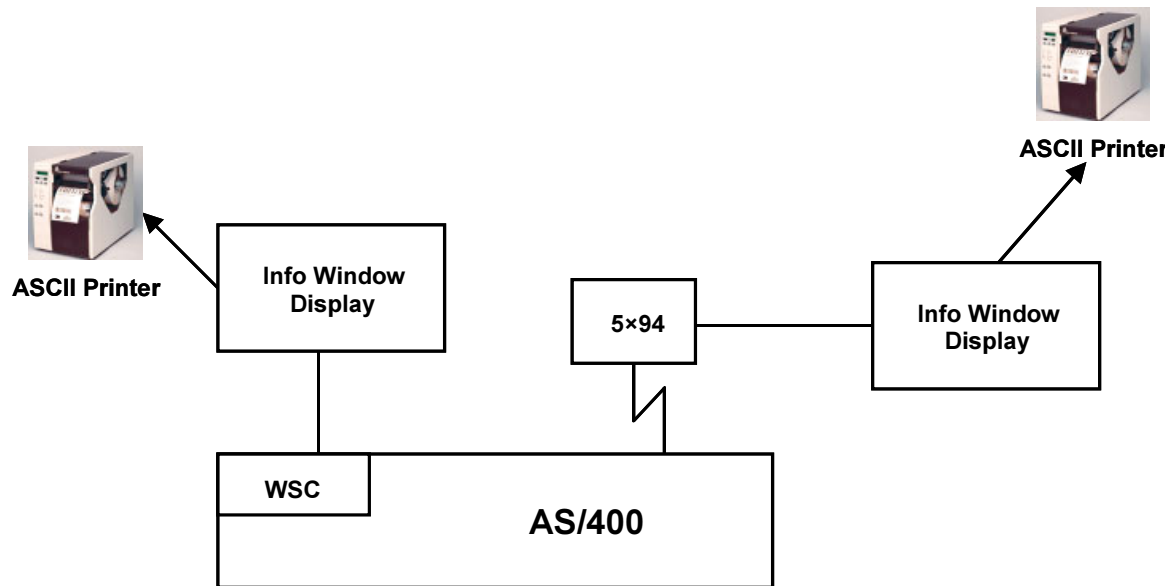 ASCII Printer
ASCII Printer
Info Window
Display
5×94
Info Window
Display
WSC
AS/400